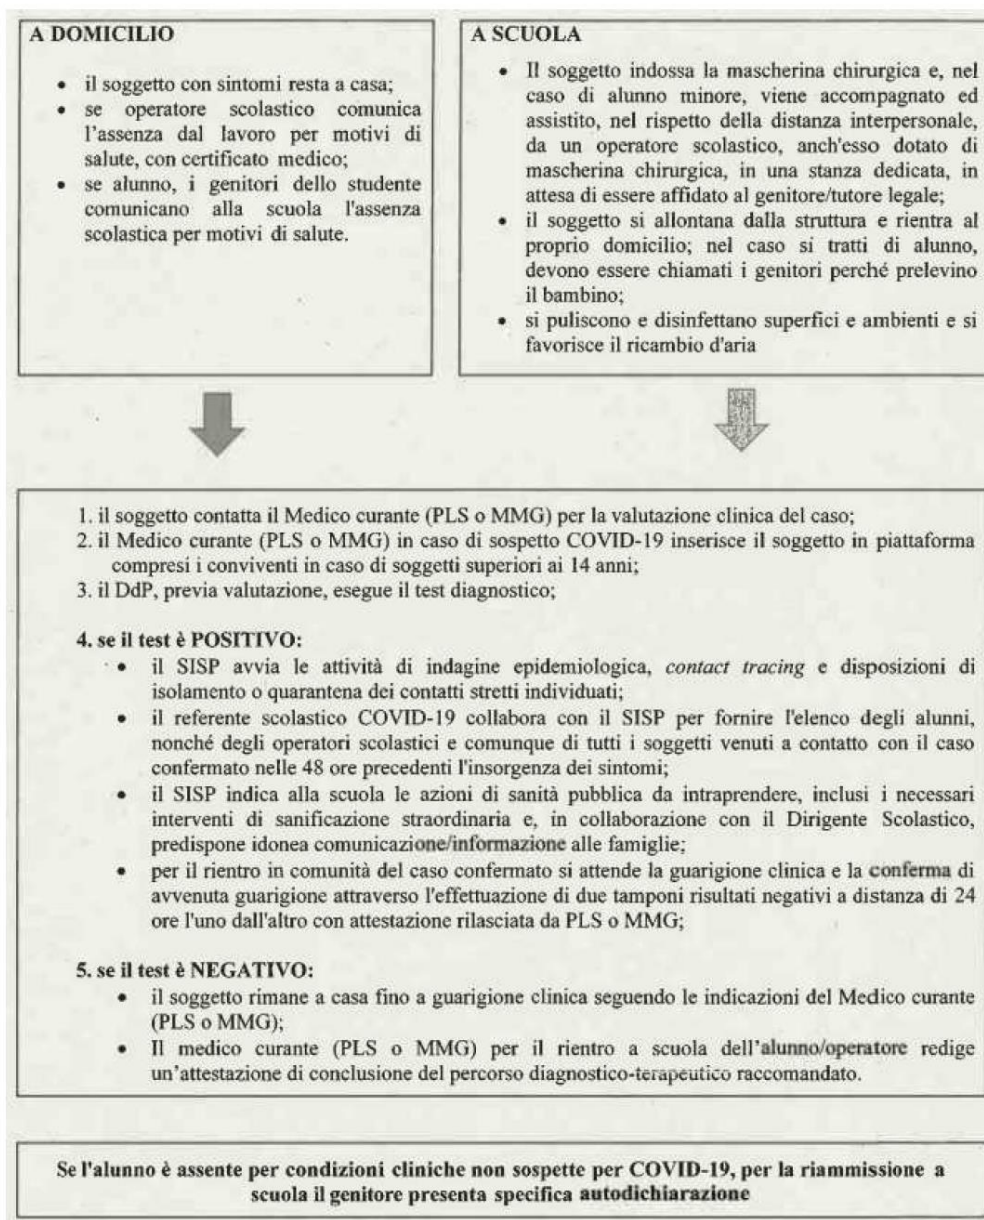 A DOMICILIO
• il soggetto con sintomi resta a casa;
• se operatore scolastico comunica
l'assenza dal lavoro per motivi di
salute, con certificato medico;
• se alunno, i genitori dello studente
comunicano alla scuola l'assenza
scolastica per motivi di salute.
A SCUOLA
• Il soggetto indossa la mascherina chirurgica e, nel
caso di alunno minore, viene accompagnato ed
assistito, nel rispetto della distanza interpersonale,
da un operatore scolastico, anch'esso dotato di
mascherina chirurgica, in una stanza dedicata, in
attesa di essere affidato al genitore/tutore legale;
• il soggetto si allontana dalla struttura e rientra al
proprio domicilio; nel caso si tratti di alunno,
devono essere chiamati i genitori perché prelevino
il bambino;
• si puliscono e disinfettano superfici e ambienti e si
favorisce il ricambio d'aria
1. il soggetto contatta il Medico curante (PLS o MMG) per la valutazione clinica del caso;
2. il Medico curante (PLS o MMG) in caso di sospetto COVID-19 inserisce il soggetto in piattaforma
compresi i conviventi in caso di soggetti superiori ai 14 anni;
3. il DdP, previa valutazione, esegue il test diagnostico;
4. se il test è POSITIVO:
• il SISP avvia le attività di indagine epidemiologica, contact tracing e disposizioni di
isolamento o quarantena dei contatti stretti individuati;
• il referente scolastico COVID-19 collabora con il SISP per fornire l'elenco degli alunni,
nonché degli operatori scolastici e comunque di tutti i soggetti venuti a contatto con il caso
confermato nelle 48 ore precedenti l'insorgenza dei sintomi;
• il SISP indica alla scuola le azioni di sanità pubblica da intraprendere, inclusi i necessari
interventi di sanificazione straordinaria e, in collaborazione con il Dirigente Scolastico,
predispone idonea comunicazione/informazione alle famiglie;
• per il rientro in comunità del caso confermato si attende la guarigione clinica e la conferma di
avvenuta guarigione attraverso l'effettuazione di due tamponi risultati negativi a distanza di 24
ore l'uno dall'altro con attestazione rilasciata da PLS o MMG;
5. se il test è NEGATIVO:
• il soggetto rimane a casa fino a guarigione clinica seguendo le indicazioni del Medico curante
(PLS o MMG);
• Il medico curante (PLS o MMG) per il rientro a scuola dell'alunno/operatore redige
un'attestazione di conclusione del percorso diagnostico-terapeutico raccomandato.
Se l'alunno è assente per condizioni cliniche non sospette per COVID-19, per la riammissione a
scuola il genitore presenta specifica autodichiarazione